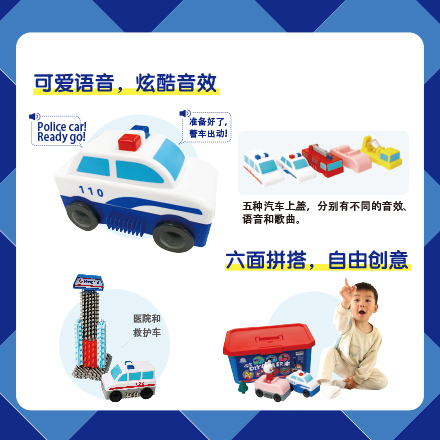 可爱语音，炫酷音效
Police car!
Ready go!
准备好了，
警车出动!
110
五种汽车上盖，分别有不同的音效、
语音和歌曲。
六面拼搭，自由创意
医院和
救护车